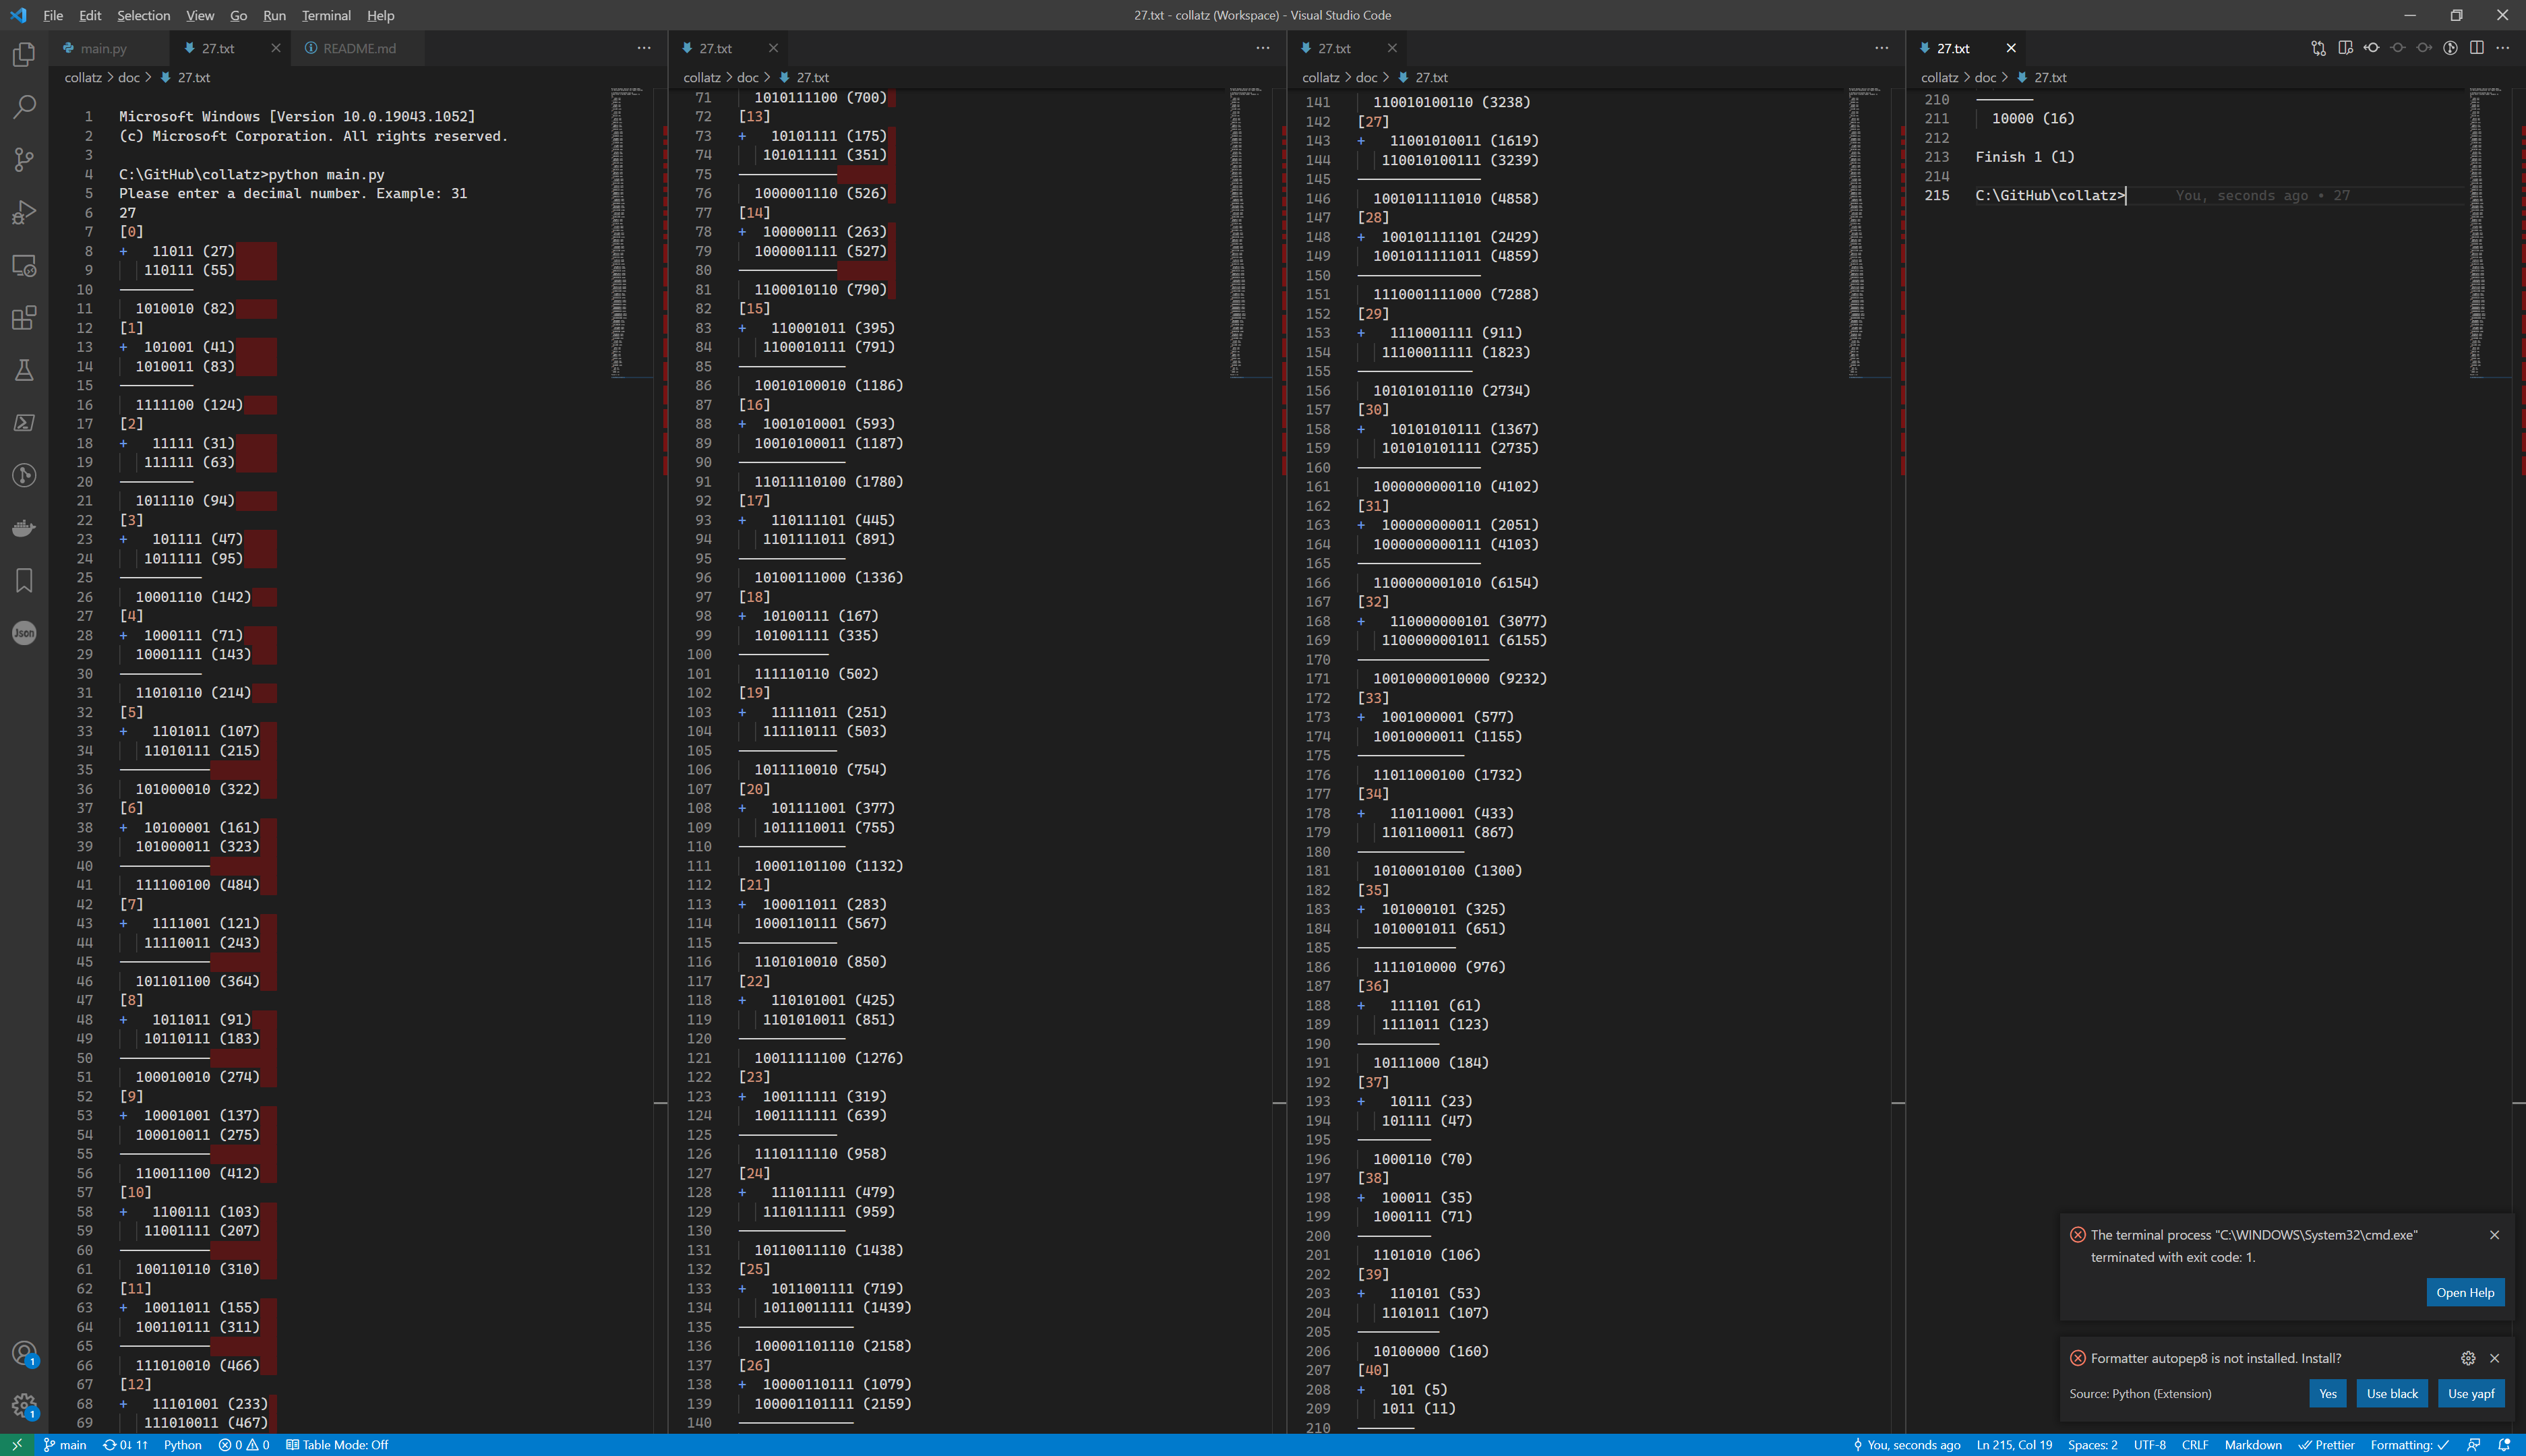 File Edit Selection View Go Run Terminal Help
27.txt - collatz (Workspace) - Visual Studio Code
main.py 27.txt README.md
collatz > doc > 27.txt
1 Microsoft Windows [Version 10.0.19043.1052]
2 (c) Microsoft Corporation. All rights reserved.
3
4 C:\GitHub\collatz>python main.py
5 Please enter a decimal number. Example: 31
6 27
7 [0]
8 + 11011 (27)
9 110111 (55)
10 —————————
11 1010010 (82)
12 [1]
13 + 101001 (41)
14 1010011 (83)
15 —————————
16 1111100 (124)
17 [2]
18 + 11111 (31)
19 111111 (63)
20 —————————
21 1011110 (94)
22 [3]
23 + 101111 (47)
24 1011111 (95)
25 ——————————
26 10001110 (142)
27 [4]
28 + 1000111 (71)
29 10001111 (143)
30 ——————————
31 11010110 (214)
32 [5]
33 + 1101011 (107)
34 11010111 (215)
35 ———————————
36 101000010 (322)
37 [6]
38 + 10100001 (161)
39 101000011 (323)
40 ———————————
41 111100100 (484)
42 [7]
43 + 1111001 (121)
44 11110011 (243)
45 ———————————
46 101101100 (364)
47 [8]
48 + 1011011 (91)
49 10110111 (183)
50 ———————————
51 100010010 (274)
52 [9]
53 + 10001001 (137)
54 100010011 (275)
55 ———————————
56 110011100 (412)
57 [10]
58 + 1100111 (103)
59 11001111 (207)
60 ———————————
61 100110110 (310)
62 [11]
63 + 10011011 (155)
64 100110111 (311)
65 ———————————
66 111010010 (466)
67 [12]
68 + 11101001 (233)
69 111010011 (467)
27.txt
collatz > doc > 27.txt
71 1010111100 (700)
72 [13]
73 + 10101111 (175)
74 101011111 (351)
75 ————————————
76 1000001110 (526)
77 [14]
78 + 100000111 (263)
79 1000001111 (527)
80 ————————————
81 1100010110 (790)
82 [15]
83 + 110001011 (395)
84 1100010111 (791)
85 —————————————
86 10010100010 (1186)
87 [16]
88 + 1001010001 (593)
89 10010100011 (1187)
90 —————————————
91 11011110100 (1780)
92 [17]
93 + 110111101 (445)
94 1101111011 (891)
95 —————————————
96 10100111000 (1336)
97 [18]
98 + 10100111 (167)
99 101001111 (335)
100 ———————————
101 111110110 (502)
102 [19]
103 + 11111011 (251)
104 111110111 (503)
105 ————————————
106 1011110010 (754)
107 [20]
108 + 101111001 (377)
109 1011110011 (755)
110 —————————————
111 10001101100 (1132)
112 [21]
113 + 100011011 (283)
114 1000110111 (567)
115 ————————————
116 1101010010 (850)
117 [22]
118 + 110101001 (425)
119 1101010011 (851)
120 —————————————
121 10011111100 (1276)
122 [23]
123 + 100111111 (319)
124 1001111111 (639)
125 ————————————
126 1110111110 (958)
127 [24]
128 + 111011111 (479)
129 1110111111 (959)
130 —————————————
131 10110011110 (1438)
132 [25]
133 + 1011001111 (719)
134 10110011111 (1439)
135 ——————————————
136 100001101110 (2158)
137 [26]
138 + 10000110111 (1079)
139 100001101111 (2159)
140 ——————————————
27.txt
collatz > doc > 27.txt
141 110010100110 (3238)
142 [27]
143 + 11001010011 (1619)
144 110010100111 (3239)
145 ———————————————
146 1001011111010 (4858)
147 [28]
148 + 100101111101 (2429)
149 1001011111011 (4859)
150 ———————————————
151 1110001111000 (7288)
152 [29]
153 + 1110001111 (911)
154 11100011111 (1823)
155 ——————————————
156 101010101110 (2734)
157 [30]
158 + 10101010111 (1367)
159 101010101111 (2735)
160 ———————————————
161 1000000000110 (4102)
162 [31]
163 + 100000000011 (2051)
164 1000000000111 (4103)
165 ———————————————
166 1100000001010 (6154)
167 [32]
168 + 110000000101 (3077)
169 1100000001011 (6155)
170 ————————————————
171 10010000010000 (9232)
172 [33]
173 + 1001000001 (577)
174 10010000011 (1155)
175 —————————————
176 11011000100 (1732)
177 [34]
178 + 110110001 (433)
179 1101100011 (867)
180 —————————————
181 10100010100 (1300)
182 [35]
183 + 101000101 (325)
184 1010001011 (651)
185 ————————————
186 1111010000 (976)
187 [36]
188 + 111101 (61)
189 1111011 (123)
190 ——————————
191 10111000 (184)
192 [37]
193 + 10111 (23)
194 101111 (47)
195 —————————
196 1000110 (70)
197 [38]
198 + 100011 (35)
199 1000111 (71)
200 —————————
201 1101010 (106)
202 [39]
203 + 110101 (53)
204 1101011 (107)
205 ——————————
206 10100000 (160)
207 [40]
208 + 101 (5)
209 1011 (11)
210 ———————
27.txt
collatz > doc > 27.txt
210 ———————
211 10000 (16)
212
213 Finish 1 (1)
214
215 C:\GitHub\collatz> You, seconds ago • 27
Json
1
1
The terminal process "C:\WINDOWS\System32\cmd.exe"
terminated with exit code: 1.
Open Help
Formatter autopep8 is not installed. Install?
Source: Python (Extension) Yes Use black Use yapf
main 0↓ 1↑ Python 0 0 Table Mode: Off You, seconds ago Ln 215, Col 19 Spaces: 2 UTF-8 CRLF Markdown Prettier Formatting: ✓